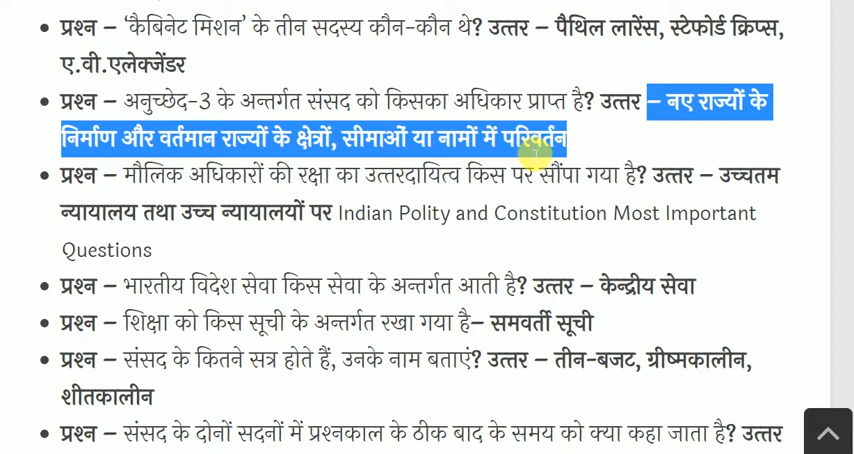 प्रश्न – ‘कैबिनेट मिशन’ के तीन सदस्य कौन-कौन थे? उत्तर – पैथिल लारेंस, स्टेफोर्ड क्रिप्स,
ए.वी.एलेक्जेंडर
प्रश्न – अनुच्छेद-3 के अन्तर्गत संसद को किसका अधिकार प्राप्त है? उत्तर – नए राज्यों के
निर्माण और वर्तमान राज्यों के क्षेत्रों, सीमाओं या नामों में परिवर्तन
प्रश्न – मौलिक अधिकारों की रक्षा का उत्तरदायित्व किस पर सौंपा गया है? उत्तर – उच्चतम
न्यायालय तथा उच्च न्यायालयों पर Indian Polity and Constitution Most Important
Questions
प्रश्न – भारतीय विदेश सेवा किस सेवा के अन्तर्गत आती है? उत्तर – केन्द्रीय सेवा
प्रश्न – शिक्षा को किस सूची के अन्तर्गत रखा गया है– समवर्ती सूची
प्रश्न – संसद के कितने सत्र होते हैं, उनके नाम बताएं? उत्तर – तीन-बजट, ग्रीष्मकालीन,
शीतकालीन
प्रश्न – संसद के दोनों सदनों में प्रश्नकाल के ठीक बाद के समय को क्या कहा जाता है? उत्तर